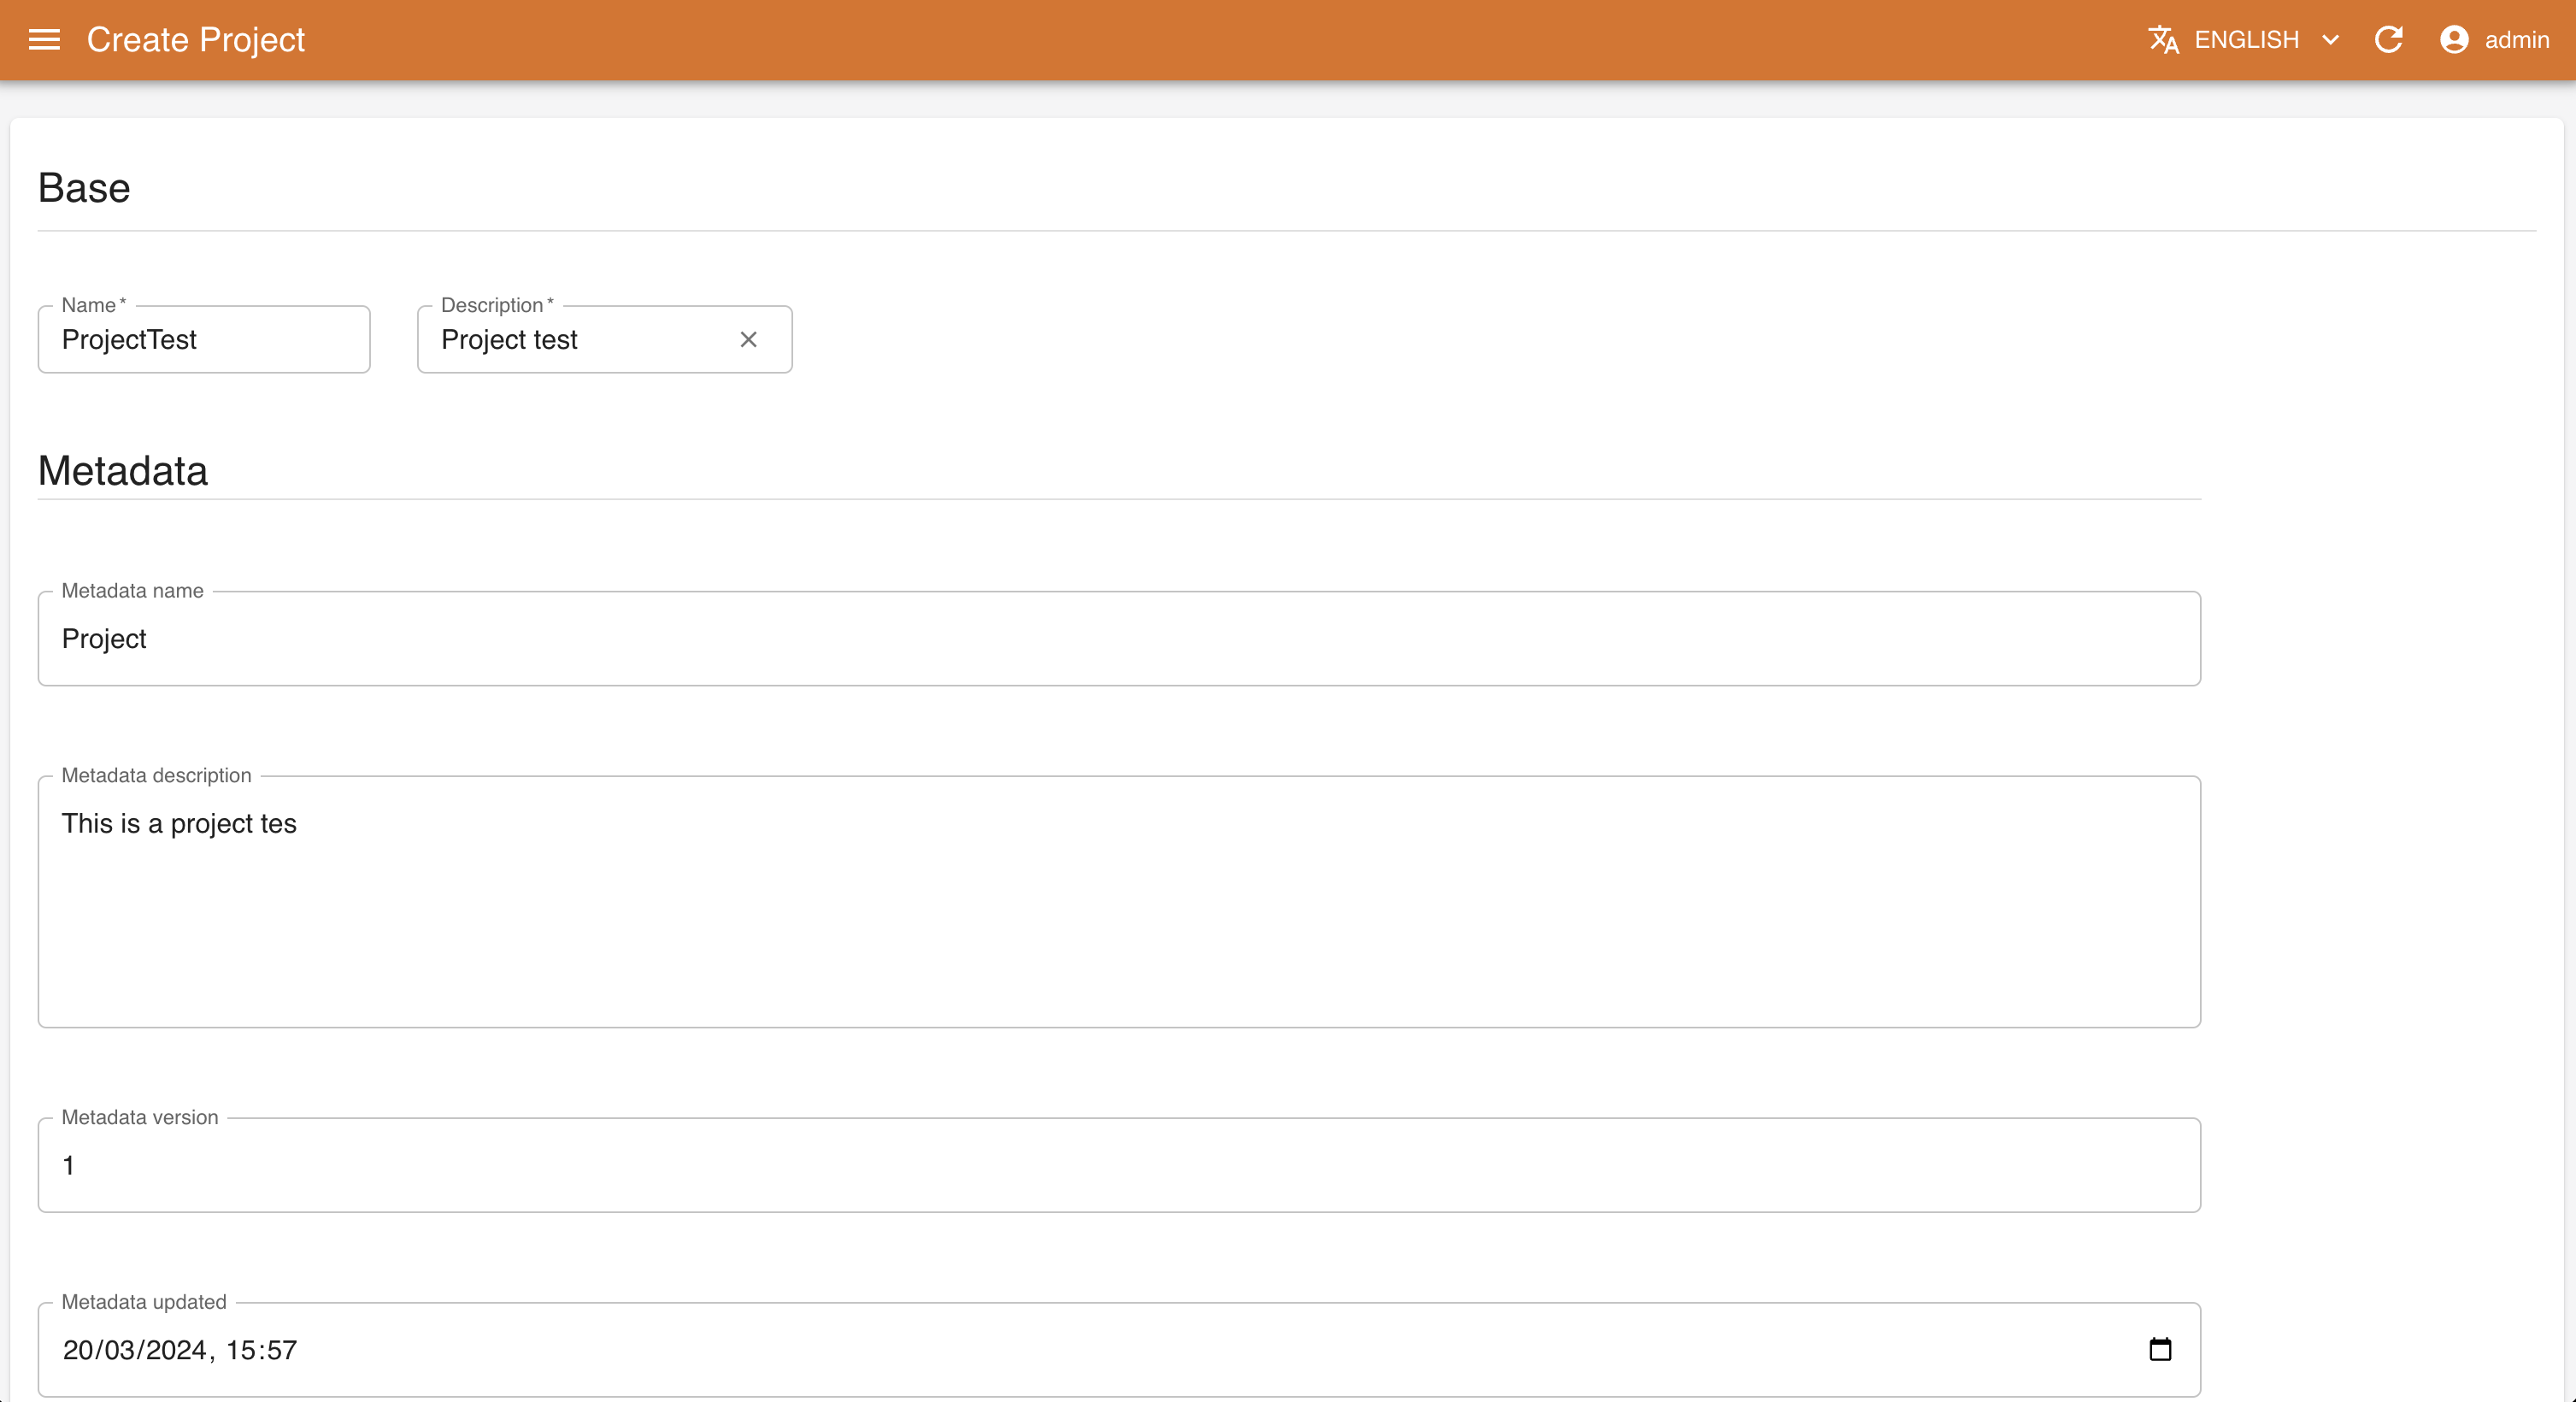 Create Project
ENGLISH
admin
Base
Name *
ProjectTest
Description *
Project test
Metadata
Metadata name
Project
Metadata description
This is a project tes
Metadata version
1
Metadata updated
20/03/2024, 15:57